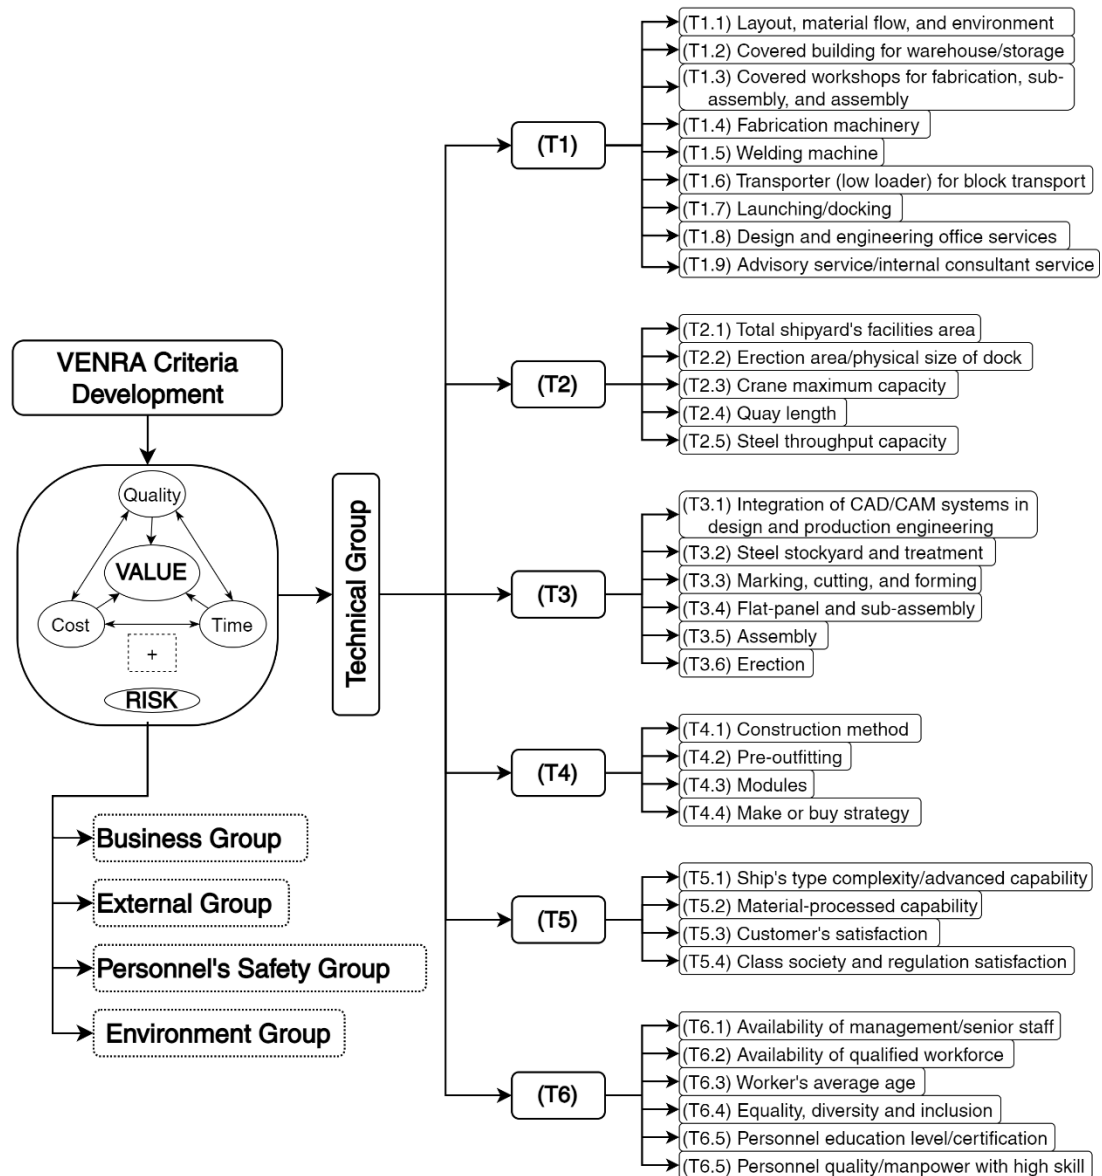 VENRA Criteria
Development
Quality
VALUE
Cost
Time
+
RISK
Business Group
External Group
Personnel's Safety Group
Environment Group
Technical Group
(T1)
(T1.1) Layout, material flow, and environment
(T1.2) Covered building for warehouse/storage
(T1.3) Covered workshops for fabrication, sub-
assembly, and assembly
(T1.4) Fabrication machinery
(T1.5) Welding machine
(T1.6) Transporter (low loader) for block transport
(T1.7) Launching/docking
(T1.8) Design and engineering office services
(T1.9) Advisory service/internal consultant service
(T2)
(T2.1) Total shipyard's facilities area
(T2.2) Erection area/physical size of dock
(T2.3) Crane maximum capacity
(T2.4) Quay length
(T2.5) Steel throughput capacity
(T3)
(T3.1) Integration of CAD/CAM systems in
design and production engineering
(T3.2) Steel stockyard and treatment
(T3.3) Marking, cutting, and forming
(T3.4) Flat-panel and sub-assembly
(T3.5) Assembly
(T3.6) Erection
(T4)
(T4.1) Construction method
(T4.2) Pre-outfitting
(T4.3) Modules
(T4.4) Make or buy strategy
(T5)
(T5.1) Ship's type complexity/advanced capability
(T5.2) Material-processed capability
(T5.3) Customer's satisfaction
(T5.4) Class society and regulation satisfaction
(T6)
(T6.1) Availability of management/senior staff
(T6.2) Availability of qualified workforce
(T6.3) Worker's average age
(T6.4) Equality, diversity and inclusion
(T6.5) Personnel education level/certification
(T6.5) Personnel quality/manpower with high skill